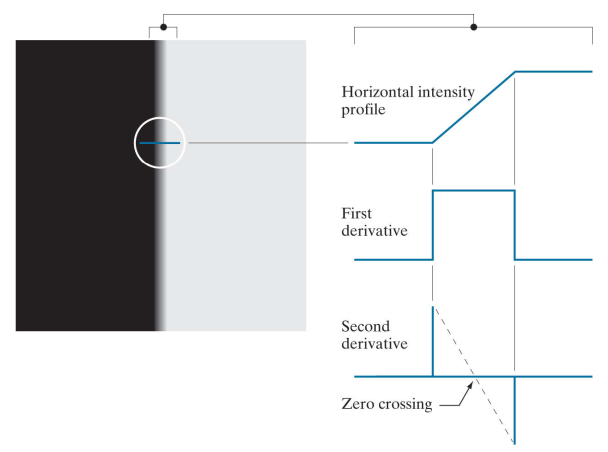 Horizontal intensity
profile
First
derivative
Second
derivative
Zero crossing